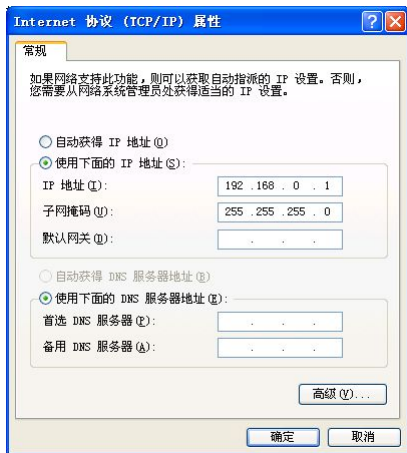 Internet 协议 (TCP/IP) 属性
常规
如果网络支持此功能，则可以获取自动指派的 IP 设置。否则，
您需要从网络系统管理员处获得适当的 IP 设置。
自动获得 IP 地址(O)
使用下面的 IP 地址(S):
IP 地址(I): 192 .168 . 0 . 1
子网掩码(U): 255 .255 .255 . 0
默认网关(D): . . .
自动获得 DNS 服务器地址(B)
使用下面的 DNS 服务器地址(E):
首选 DNS 服务器(P): . . .
备用 DNS 服务器(A): . . .
高级(V)...
确定 取消